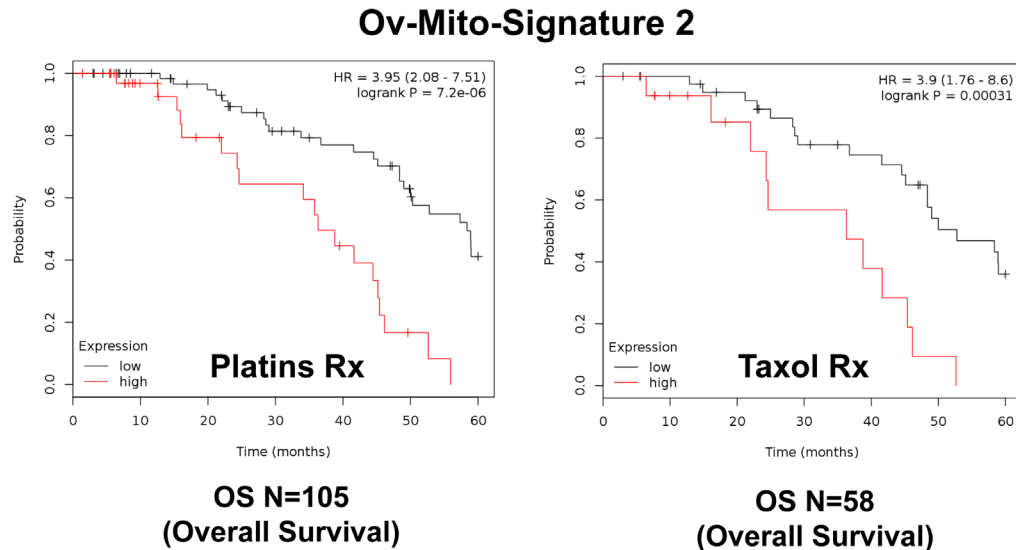 Ov-Mito-Signature 2
HR = 3.95 (2.08 - 7.51)
logrank P = 7.2e-06
Probability
1.0
0.8
0.6
0.4
0.2
0.0
Expression
low
high
Platins Rx
0 10 20 30 40 50 60
Time (months)
OS N=105
(Overall Survival)
HR = 3.9 (1.76 - 8.6)
logrank P = 0.00031
Probability
1.0
0.8
0.6
0.4
0.2
0.0
Expression
low
high
Taxol Rx
0 10 20 30 40 50 60
Time (months)
OS N=58
(Overall Survival)